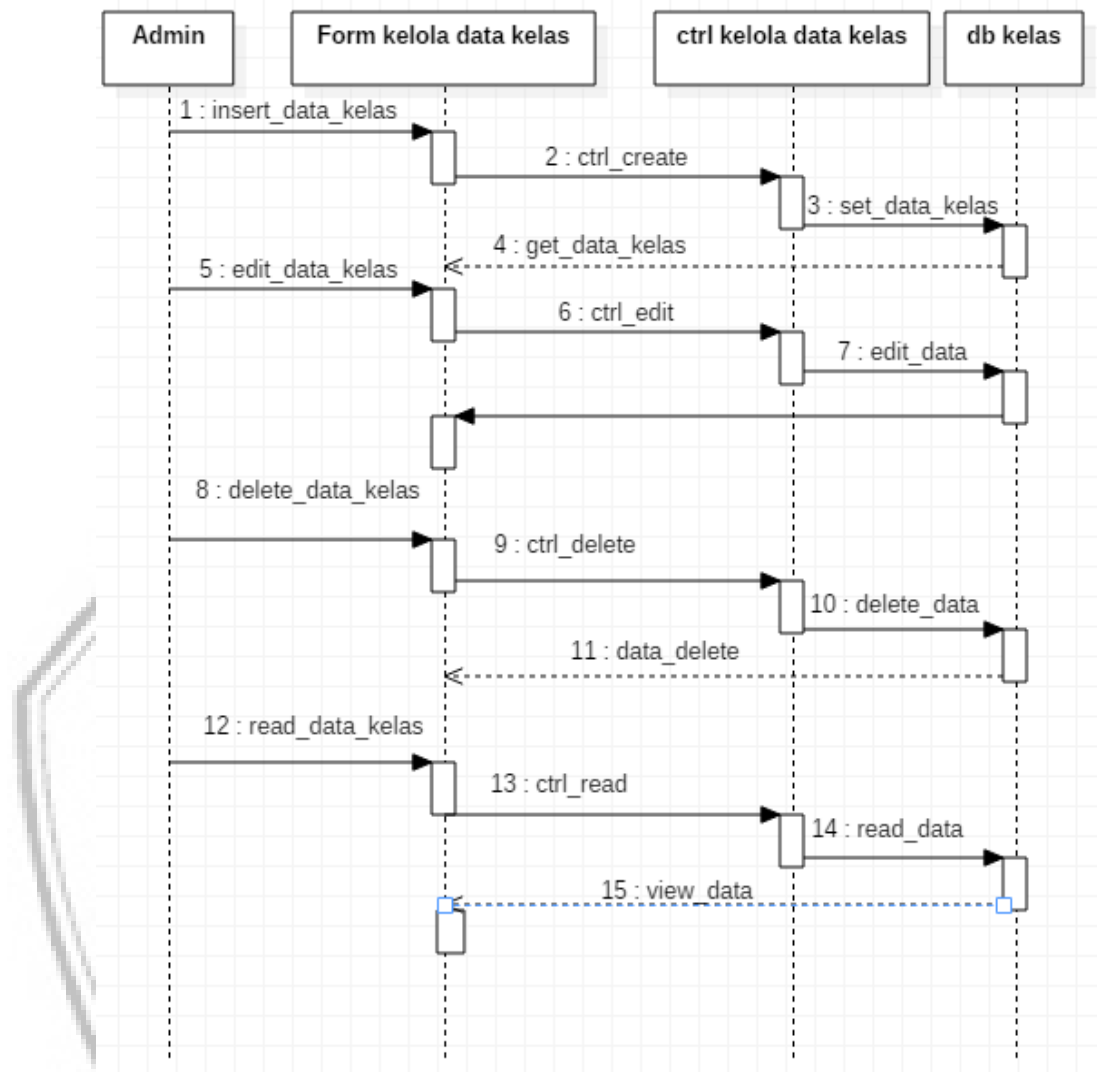 Admin
Form kelola data kelas
ctrl kelola data kelas
db kelas
1 : insert_data_kelas
2 : ctrl_create
3 : set_data_kelas
4 : get_data_kelas
5 : edit_data_kelas
6 : ctrl_edit
7 : edit_data
8 : delete_data_kelas
9 : ctrl_delete
10 : delete_data
11 : data_delete
12 : read_data_kelas
13 : ctrl_read
14 : read_data
15 : view_data